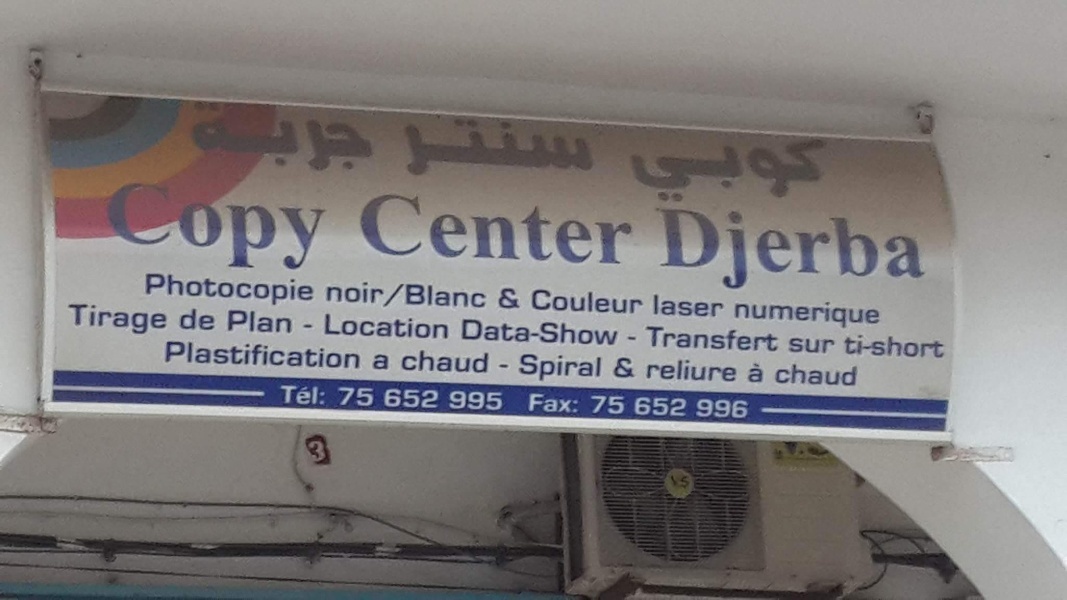 كوبي سنتر جربة
Copy Center Djerba
Photocopie noir/Blanc & Couleur laser numerique
Tirage de Plan - Location Data-Show - Transfert sur ti-short
Plastification a chaud - Spiral & reliure à chaud
Tél: 75 652 995 Fax: 75 652 996
3